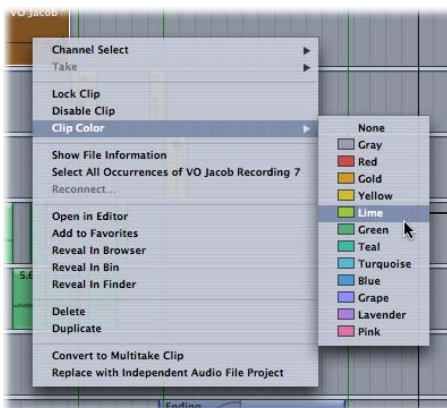 VO Jacob
Channel Select
Take
Lock Clip
Disable Clip
Clip Color
Show File Information
Select All Occurrences of VO Jacob Recording 7
Reconnect...
Open in Editor
Add to Favorites
Reveal In Browser
Reveal In Bin
Reveal In Finder
Delete
Duplicate
Convert to Multitake Clip
Replace with Independent Audio File Project
None
Gray
Red
Gold
Yellow
Lime
Green
Teal
Turquoise
Blue
Grape
Lavender
Pink
S.6
Ending